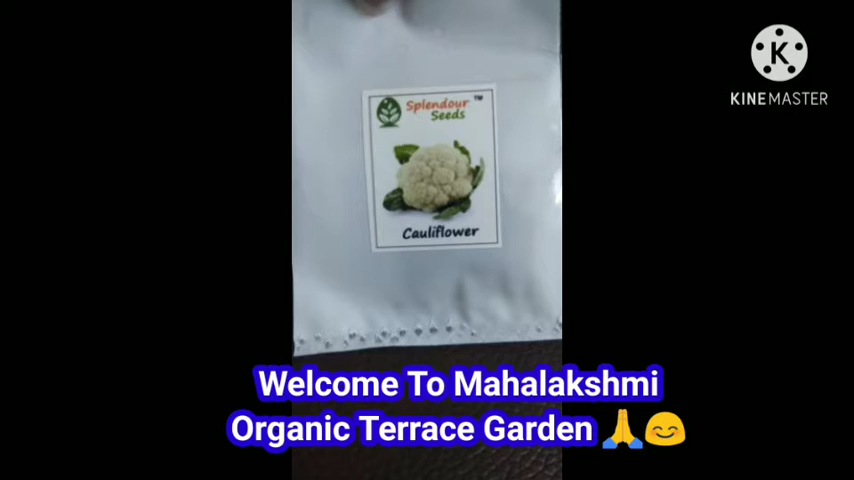 KINEMASTER
Splendour ™
Seeds
Cauliflower
Welcome To Mahalakshmi
Organic Terrace Garden 🙏😊